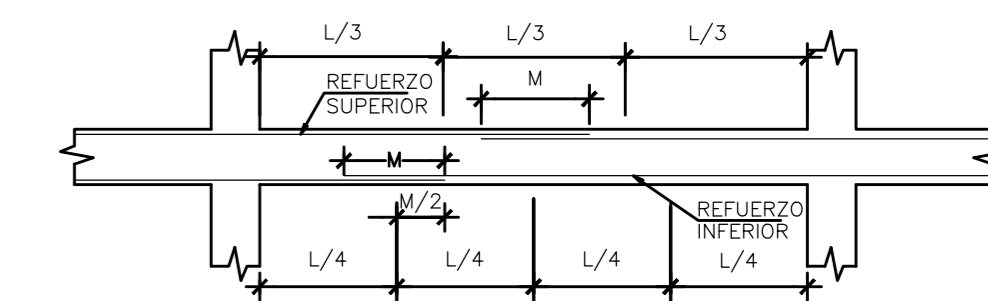 L/3 L/3 L/3
M
REFUERZO
SUPERIOR
M
M/2
REFUERZO
INFERIOR
L/4 L/4 L/4 L/4